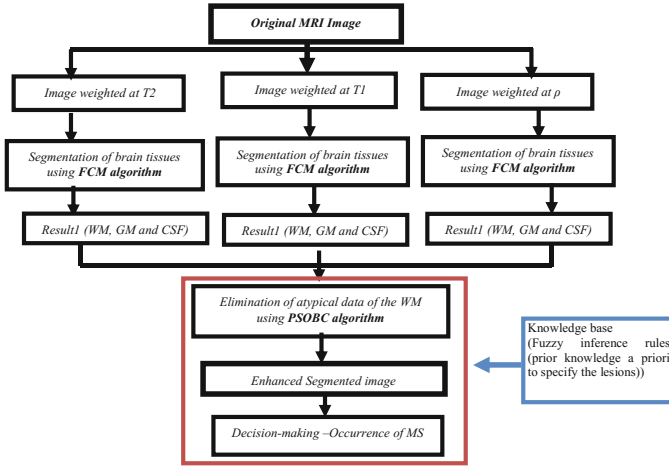 Original MRI Image
Image weighted at T2
Image weighted at T1
Image weighted at ρ
Segmentation of brain tissues
using FCM algorithm
Segmentation of brain tissues
using FCM algorithm
Segmentation of brain tissues
using FCM algorithm
Result1 (WM, GM and CSF)
Result1 (WM, GM and CSF)
Result1 (WM, GM and CSF)
Elimination of atypical data of the WM
using PSOBC algorithm
Enhanced Segmented image
Decision-making –Occurrence of MS
Knowledge base
(Fuzzy inference rules
(prior knowledge a priori
to specify the lesions))